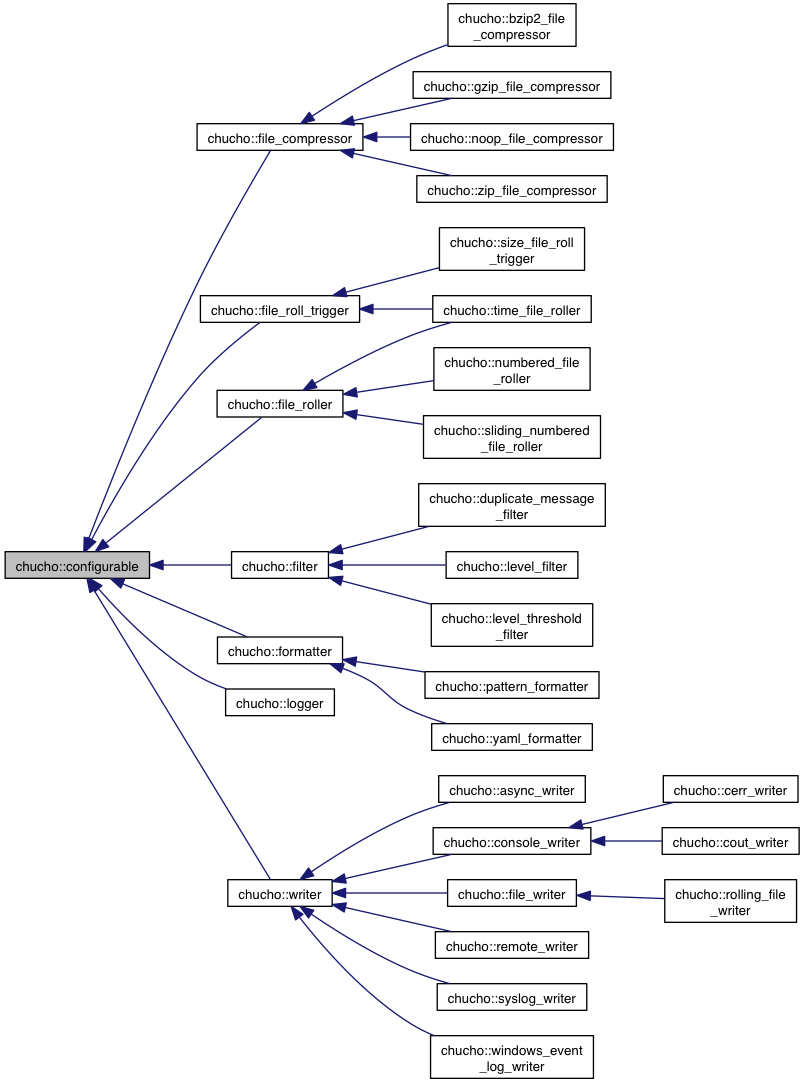 chucho::bzip2_file
_compressor
chucho::gzip_file_compressor
chucho::file_compressor
chucho::noop_file_compressor
chucho::zip_file_compressor
chucho::size_file_roll
_trigger
chucho::file_roll_trigger
chucho::time_file_roller
chucho::numbered_file
_roller
chucho::file_roller
chucho::sliding_numbered
_file_roller
chucho::duplicate_message
_filter
chucho::configurable
chucho::filter
chucho::level_filter
chucho::level_threshold
_filter
chucho::formatter
chucho::pattern_formatter
chucho::logger
chucho::yaml_formatter
chucho::async_writer
chucho::cerr_writer
chucho::console_writer
chucho::cout_writer
chucho::writer
chucho::file_writer
chucho::rolling_file
_writer
chucho::remote_writer
chucho::syslog_writer
chucho::windows_event
_log_writer